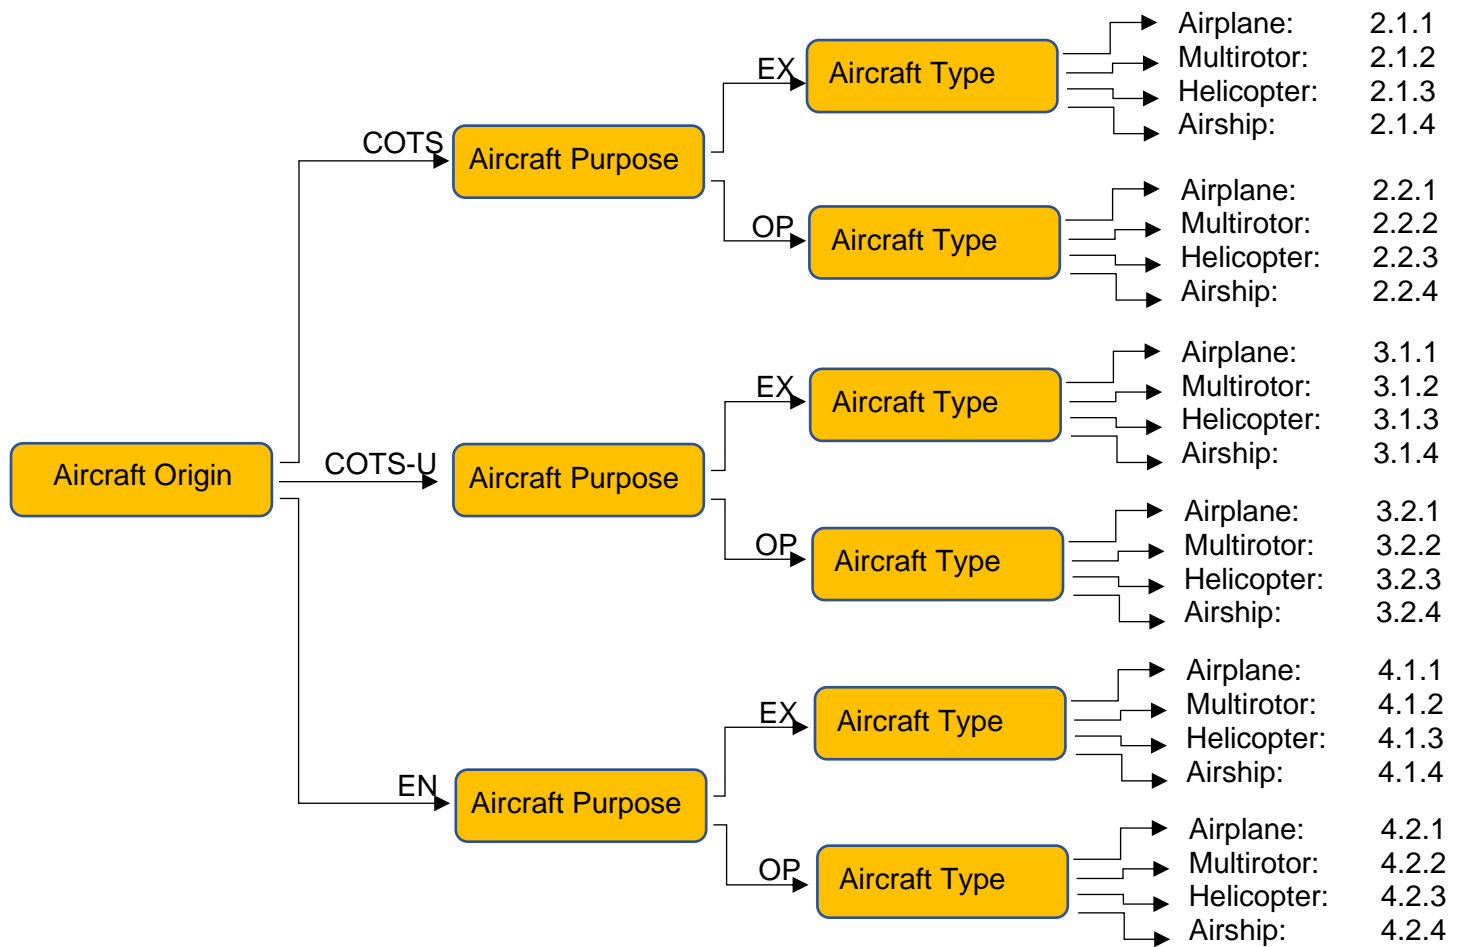 Aircraft Origin
COTS
Aircraft Purpose
EX
Aircraft Type
Airplane: 2.1.1
Multirotor: 2.1.2
Helicopter: 2.1.3
Airship: 2.1.4
OP
Aircraft Type
Airplane: 2.2.1
Multirotor: 2.2.2
Helicopter: 2.2.3
Airship: 2.2.4
COTS-U
Aircraft Purpose
EX
Aircraft Type
Airplane: 3.1.1
Multirotor: 3.1.2
Helicopter: 3.1.3
Airship: 3.1.4
OP
Aircraft Type
Airplane: 3.2.1
Multirotor: 3.2.2
Helicopter: 3.2.3
Airship: 3.2.4
EN
Aircraft Purpose
EX
Aircraft Type
Airplane: 4.1.1
Multirotor: 4.1.2
Helicopter: 4.1.3
Airship: 4.1.4
OP
Aircraft Type
Airplane: 4.2.1
Multirotor: 4.2.2
Helicopter: 4.2.3
Airship: 4.2.4